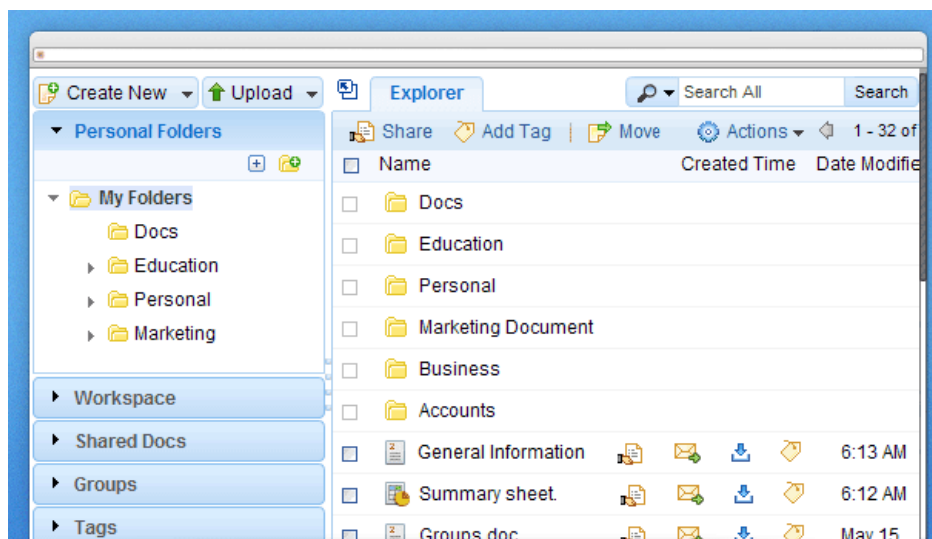 Create New Upload Explorer Search All Search
Personal Folders Share Add Tag | Move Actions 1 - 32 of
Name Created Time Date Modifie
My Folders Docs
Docs Education
Education Personal
Personal Marketing Document
Marketing Business
Workspace Accounts
Shared Docs General Information 6:13 AM
Groups Summary sheet. 6:12 AM
Tags Groups doc May 15